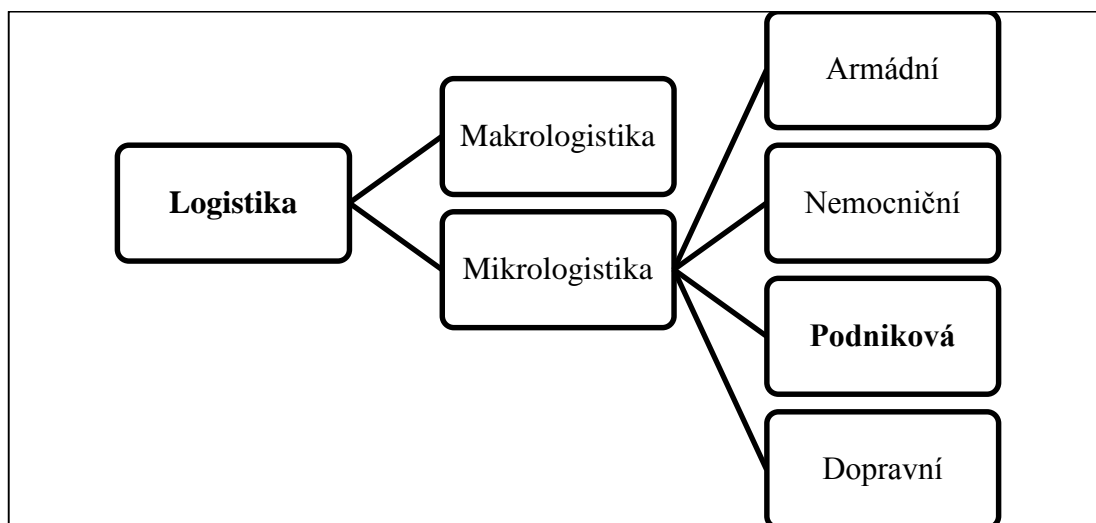 Logistika
Makrologistika
Mikrologistika
Armádní
Nemocniční
Podniková
Dopravní